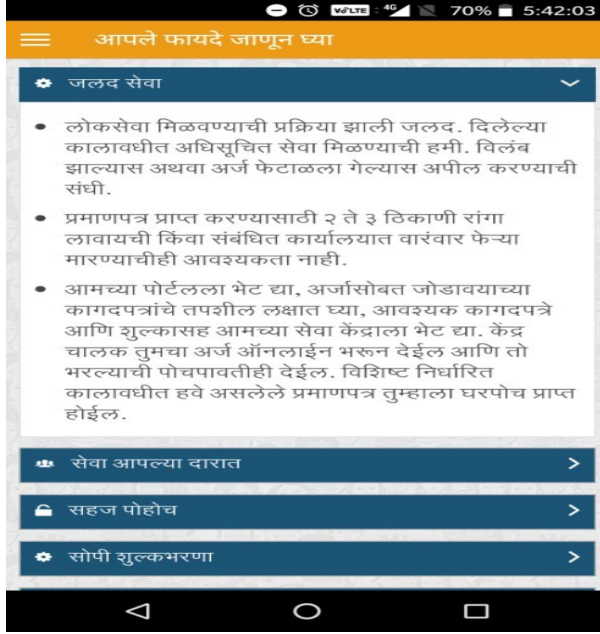 VoLTE 4G 70% 5:42:03
आपले फायदे जाणून घ्या
जलद सेवा
लोकसेवा मिळवण्याची प्रक्रिया झाली जलद. दिलेल्या
कालावधीत अधिसूचित सेवा मिळण्याची हमी. विलंब
झाल्यास अथवा अर्ज फेटाळला गेल्यास अपील करण्याची
संधी.
प्रमाणपत्र प्राप्त करण्यासाठी २ ते ३ ठिकाणी रांगा
लावायची किंवा संबंधित कार्यालयात वारंवार फेऱ्या
मारण्याचीही आवश्यकता नाही.
आमच्या पोर्टलला भेट द्या, अर्जासोबत जोडावयाच्या
कागदपत्रांचे तपशील लक्षात घ्या, आवश्यक कागदपत्रे
आणि शुल्कासह आमच्या सेवा केंद्राला भेट द्या. केंद्र
चालक तुमचा अर्ज ऑनलाईन भरून देईल आणि तो
भरल्याची पोचपावतीही देईल. विशिष्ट निर्धारित
कालावधीत हवे असलेले प्रमाणपत्र तुम्हाला घरपोच प्राप्त
होईल.
सेवा आपल्या दारात
सहज पोहोच
सोपी शुल्कभरणा